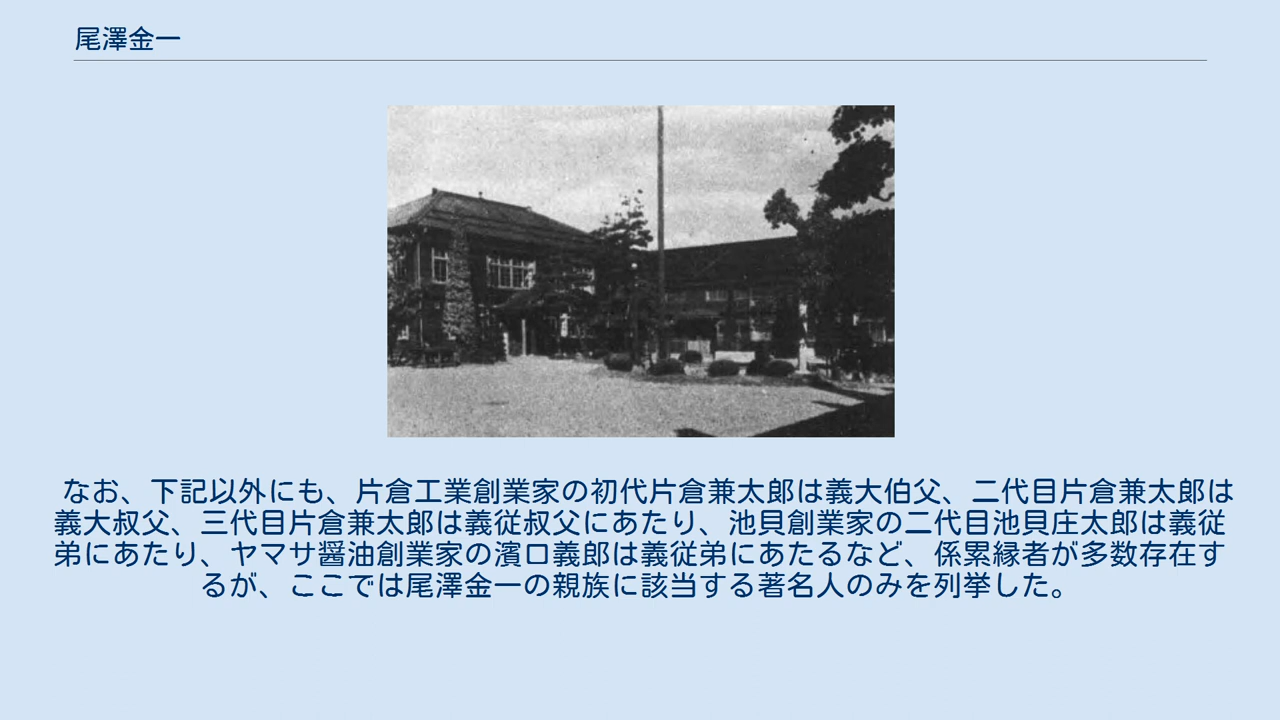 尾澤金一
なお、下記以外にも、片倉工業創業家の初代片倉兼太郎は義大伯父、二代目片倉兼太郎は
義大叔父、三代目片倉兼太郎は義従叔父にあたり、池貝創業家の二代目池貝庄太郎は義従
弟にあたり、ヤマサ醤油創業家の濱口義郎は義従弟にあたるなど、係累縁者が多数存在す
るが、ここでは尾澤金一の親族に該当する著名人のみを列挙した。